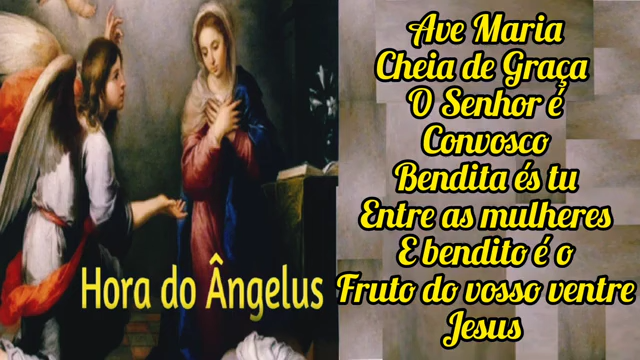 Hora do Ângelus
Ave Maria
Cheia de Graça
O Senhor é
Convosco
Bendita és tu
Entre as mulheres
E bendito é o
Fruto do vosso ventre
Jesus